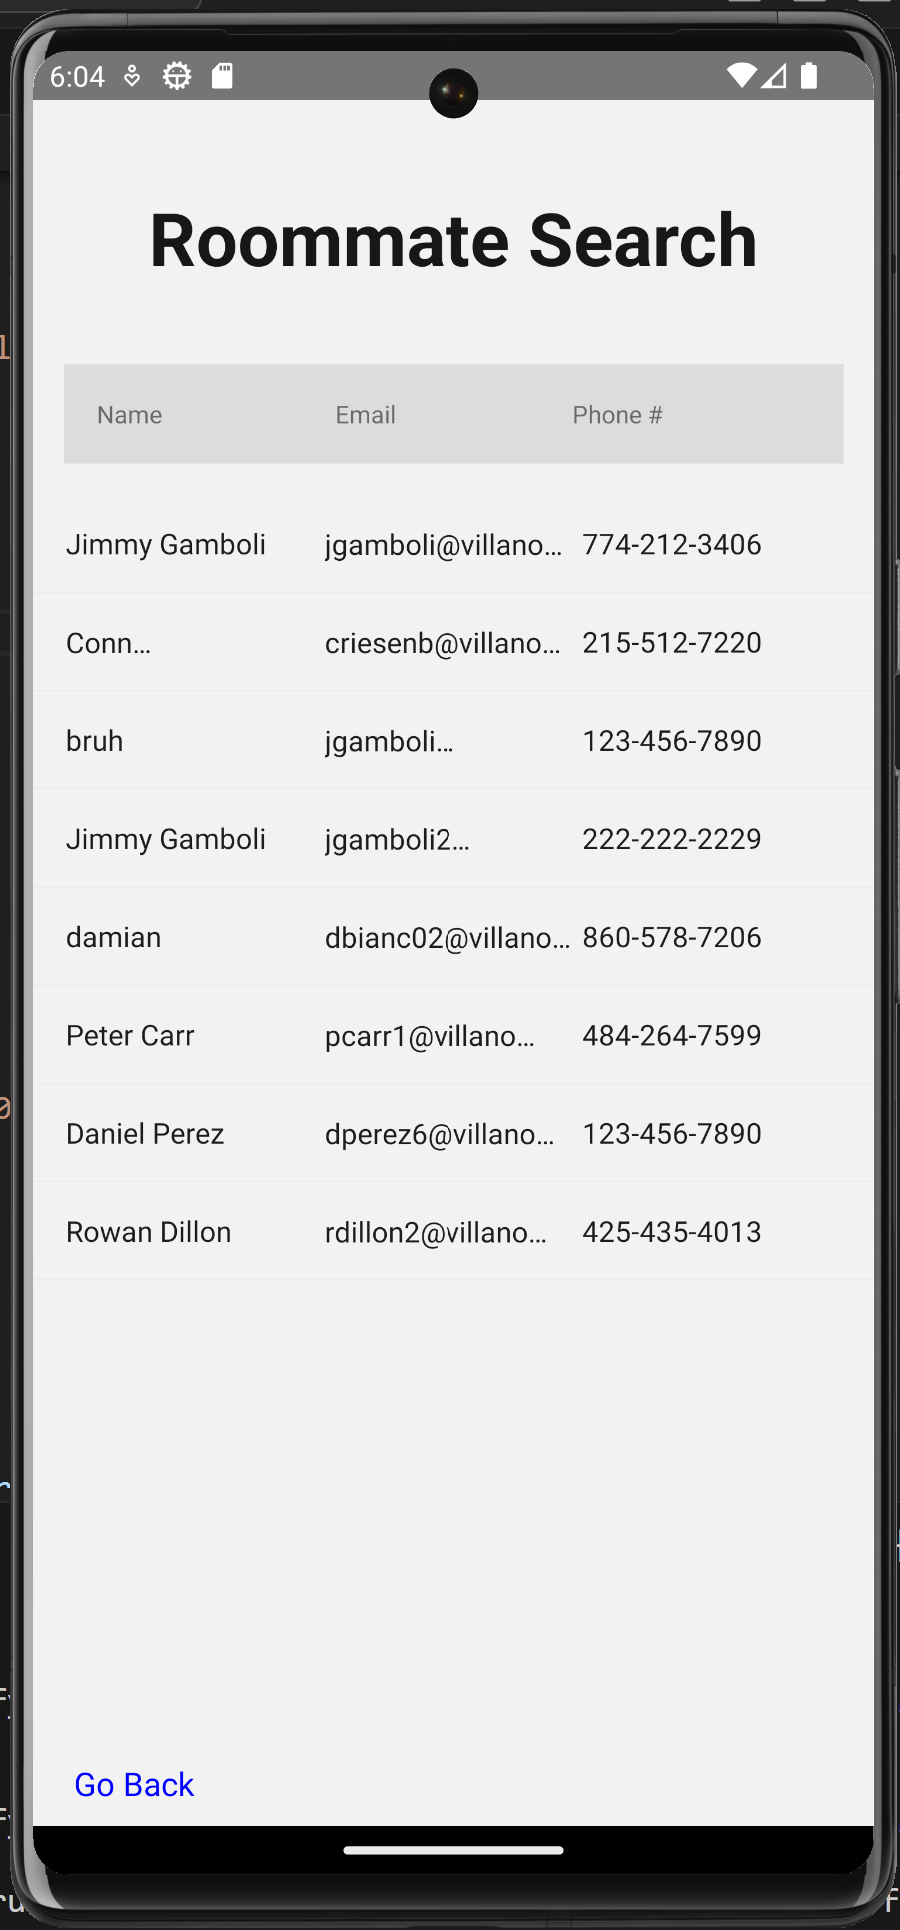 6:04
Roommate Search
Name Email Phone #
Jimmy Gamboli jgamboli@villano... 774-212-3406
Conn... criesenb@villano... 215-512-7220
bruh jgamboli... 123-456-7890
Jimmy Gamboli jgamboli2... 222-222-2229
damian dbianc02@villano... 860-578-7206
Peter Carr pcarr1@villano... 484-264-7599
Daniel Perez dperez6@villano... 123-456-7890
Rowan Dillon rdillon2@villano... 425-435-4013
Go Back